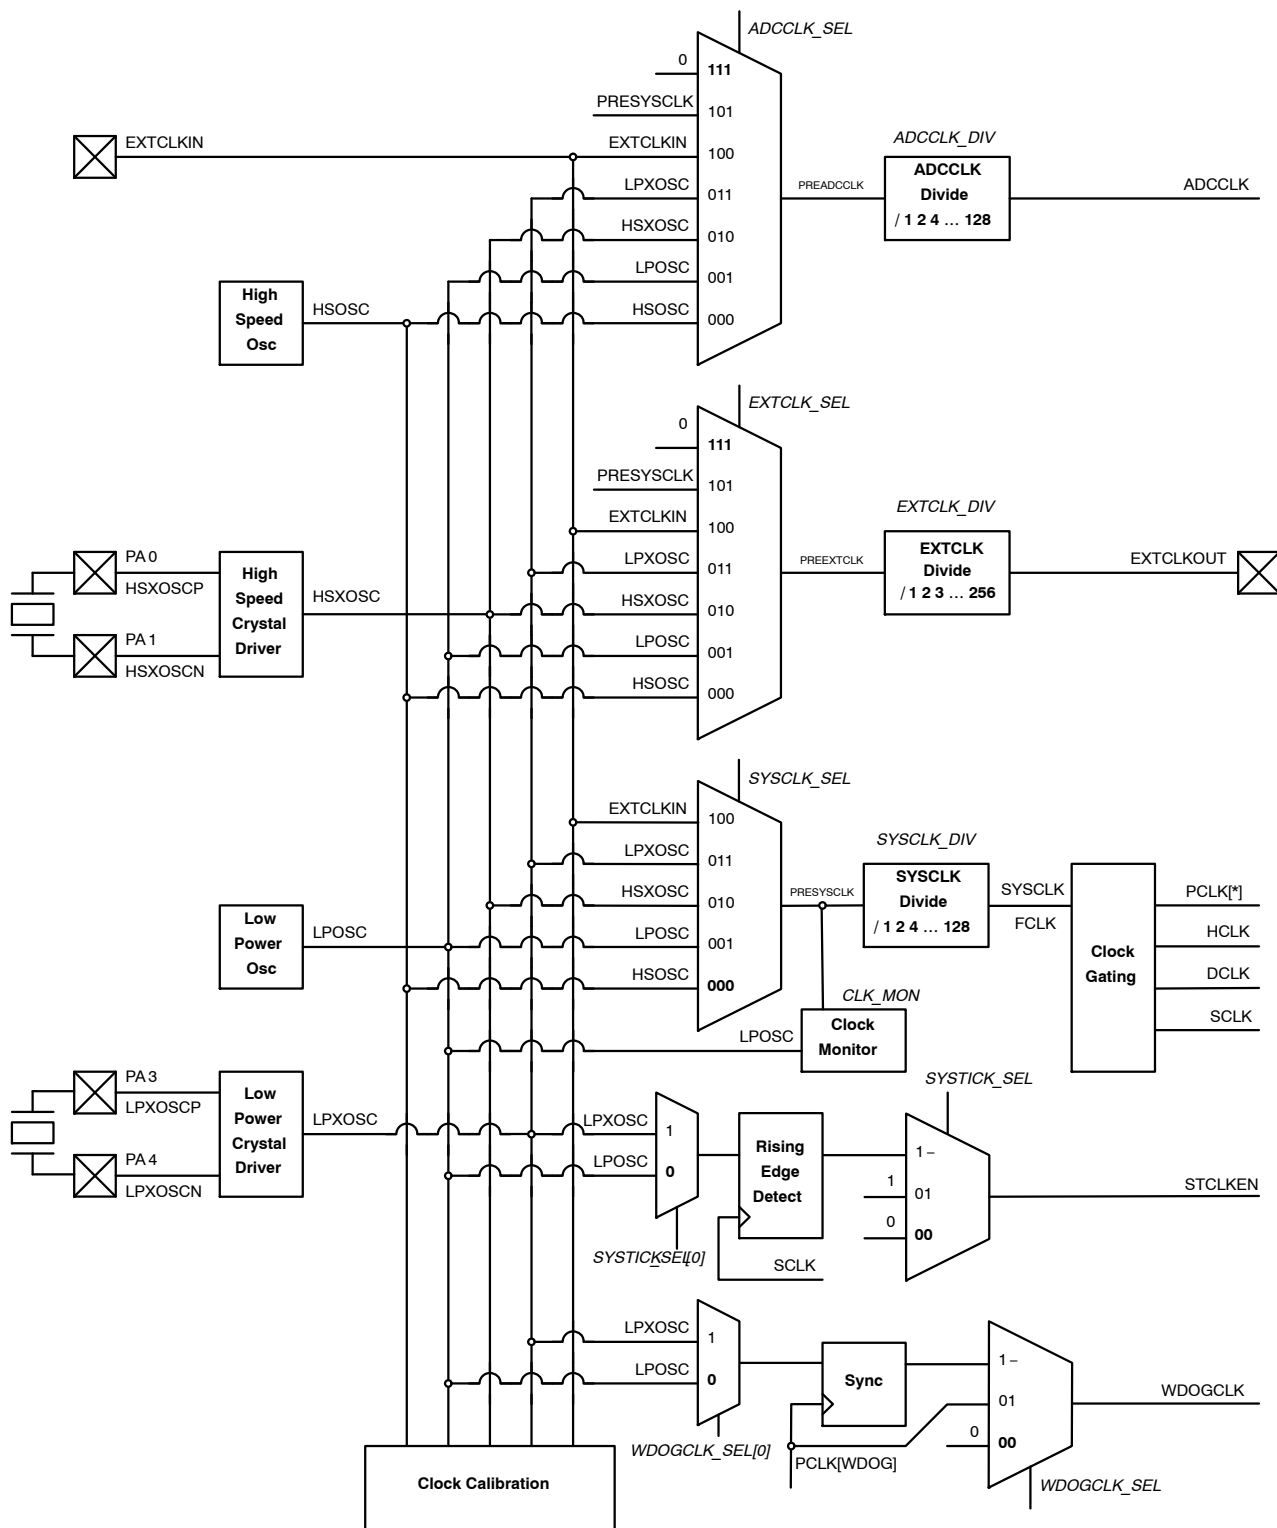 ADCCLK_SEL
0
111
PRESYSCLK
101
EXTCLKIN
EXTCLKIN
100
ADCCLK_DIV
LPXOSC
011
PREADCCLK
ADCCLK
Divide
/ 1 2 4 ... 128
ADCCLK
HSXOSC
010
LPOSC
001
High
Speed
Osc
HSOSC
HSOSC
000
EXTCLK_SEL
0
111
PRESYSCLK
101
EXTCLKIN
100
EXTCLK_DIV
PA 0
HSXOSCP
High
Speed
Crystal
Driver
HSXOSC
LPXOSC
011
PREEXTCLK
EXTCLK
Divide
/ 1 2 3 ... 256
EXTCLKOUT
HSXOSC
010
PA 1
HSXOSCN
LPOSC
001
HSOSC
000
SYSCLK_SEL
EXTCLKIN
100
SYSCLK_DIV
LPXOSC
011
HSXOSC
010
PRESYSCLK
SYSCLK
Divide
/ 1 2 4 ... 128
SYSCLK
FCLK
Clock
Gating
PCLK[*]
HCLK
DCLK
SCLK
Low
Power
Osc
LPOSC
LPOSC
001
HSOSC
000
CLK_MON
LPOSC
Clock
Monitor
PA 3
LPXOSCP
Low
Power
Crystal
Driver
LPXOSC
PA 4
LPXOSCN
LPXOSC
1
LPOSC
0
SYSTICKSEL[0]
Rising
Edge
Detect
SCLK
SYSTICK_SEL
1 –
1
01
0
00
STCLKEN
LPXOSC
1
LPOSC
0
WDOGCLK_SEL[0]
Sync
PCLK[WDOG]
1 –
01
0
00
WDOGCLK
WDOGCLK_SEL
Clock Calibration